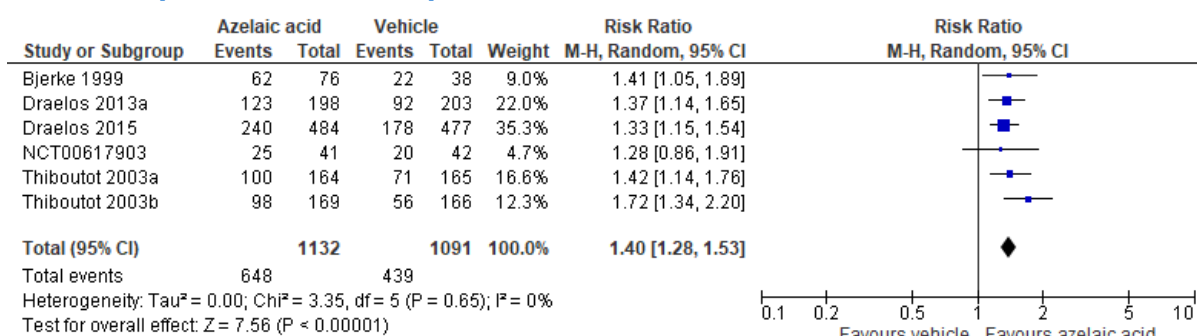 Azelaic acid Vehicle Risk Ratio Risk Ratio
Study or Subgroup Events Total Events Total Weight M-H, Random, 95% CI M-H, Random, 95% CI
Bjerke 1999 62 76 22 38 9.0% 1.41 [1.05, 1.89]
Draelos 2013a 123 198 92 203 22.0% 1.37 [1.14, 1.65]
Draelos 2015 240 484 178 477 35.3% 1.33 [1.15, 1.54]
NCT00617903 25 41 20 42 4.7% 1.28 [0.86, 1.91]
Thiboutot 2003a 100 164 71 165 16.6% 1.42 [1.14, 1.76]
Thiboutot 2003b 98 169 56 166 12.3% 1.72 [1.34, 2.20]
Total (95% CI) 1132 1091 100.0% 1.40 [1.28, 1.53]
Total events 648 439
Heterogeneity: Tau² = 0.00; Chi² = 3.35, df = 5 (P = 0.65); I² = 0%
Test for overall effect: Z = 7.56 (P < 0.00001)
0.1 0.2 0.5 1 2 5 10
Favours vehicle Favours azelaic acid